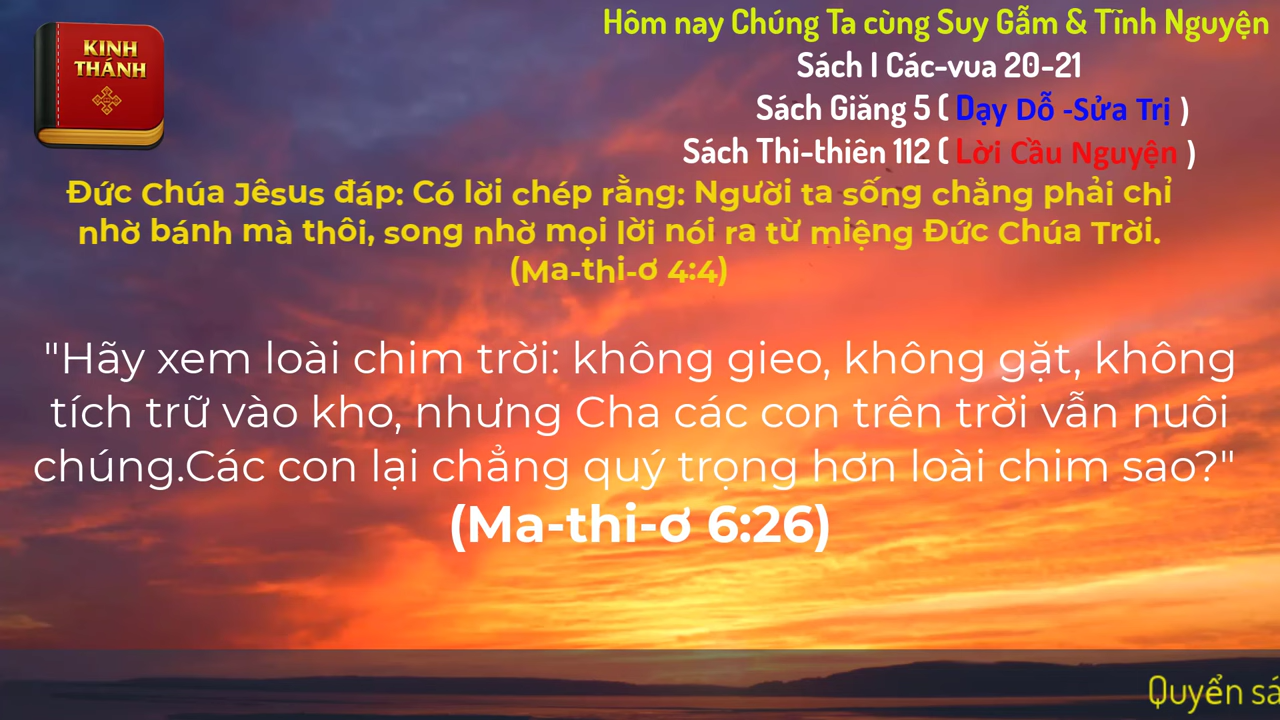 KINH
THÁNH
Hôm nay Chúng Ta cùng Suy Gẫm & Tĩnh Nguyện
Sách I Các-vua 20-21
Sách Giăng 5 ( Dạy Dỗ -Sửa Trị )
Sách Thi-thiên 112 ( Lời Cầu Nguyện )
Đức Chúa Jêsus đáp: Có lời chép rằng: Người ta sống chẳng phải chỉ
nhờ bánh mà thôi, song nhờ mọi lời nói ra từ miệng Đức Chúa Trời.
(Ma-thi-ơ 4:4)
"Hãy xem loài chim trời: không gieo, không gặt, không
tích trữ vào kho, nhưng Cha các con trên trời vẫn nuôi
chúng.Các con lại chẳng quý trọng hơn loài chim sao?"
(Ma-thi-ơ 6:26)
Quyển sá